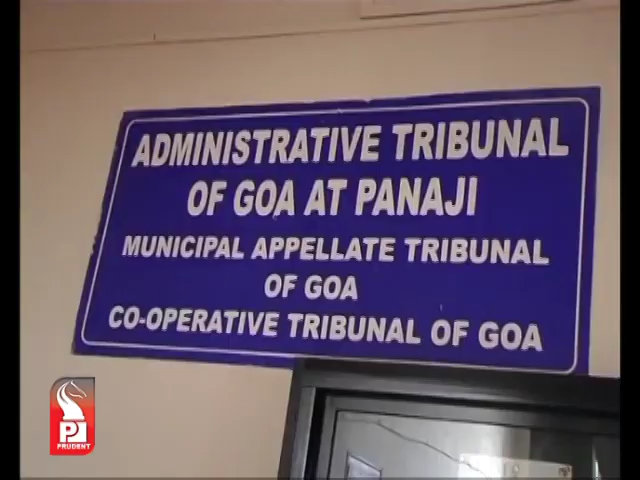 ADMINISTRATIVE TRIBUNAL
OF GOA AT PANAJI
MUNICIPAL APPELLATE TRIBUNAL
OF GOA
CO-OPERATIVE TRIBUNAL OF GOA
P
PRUDENT